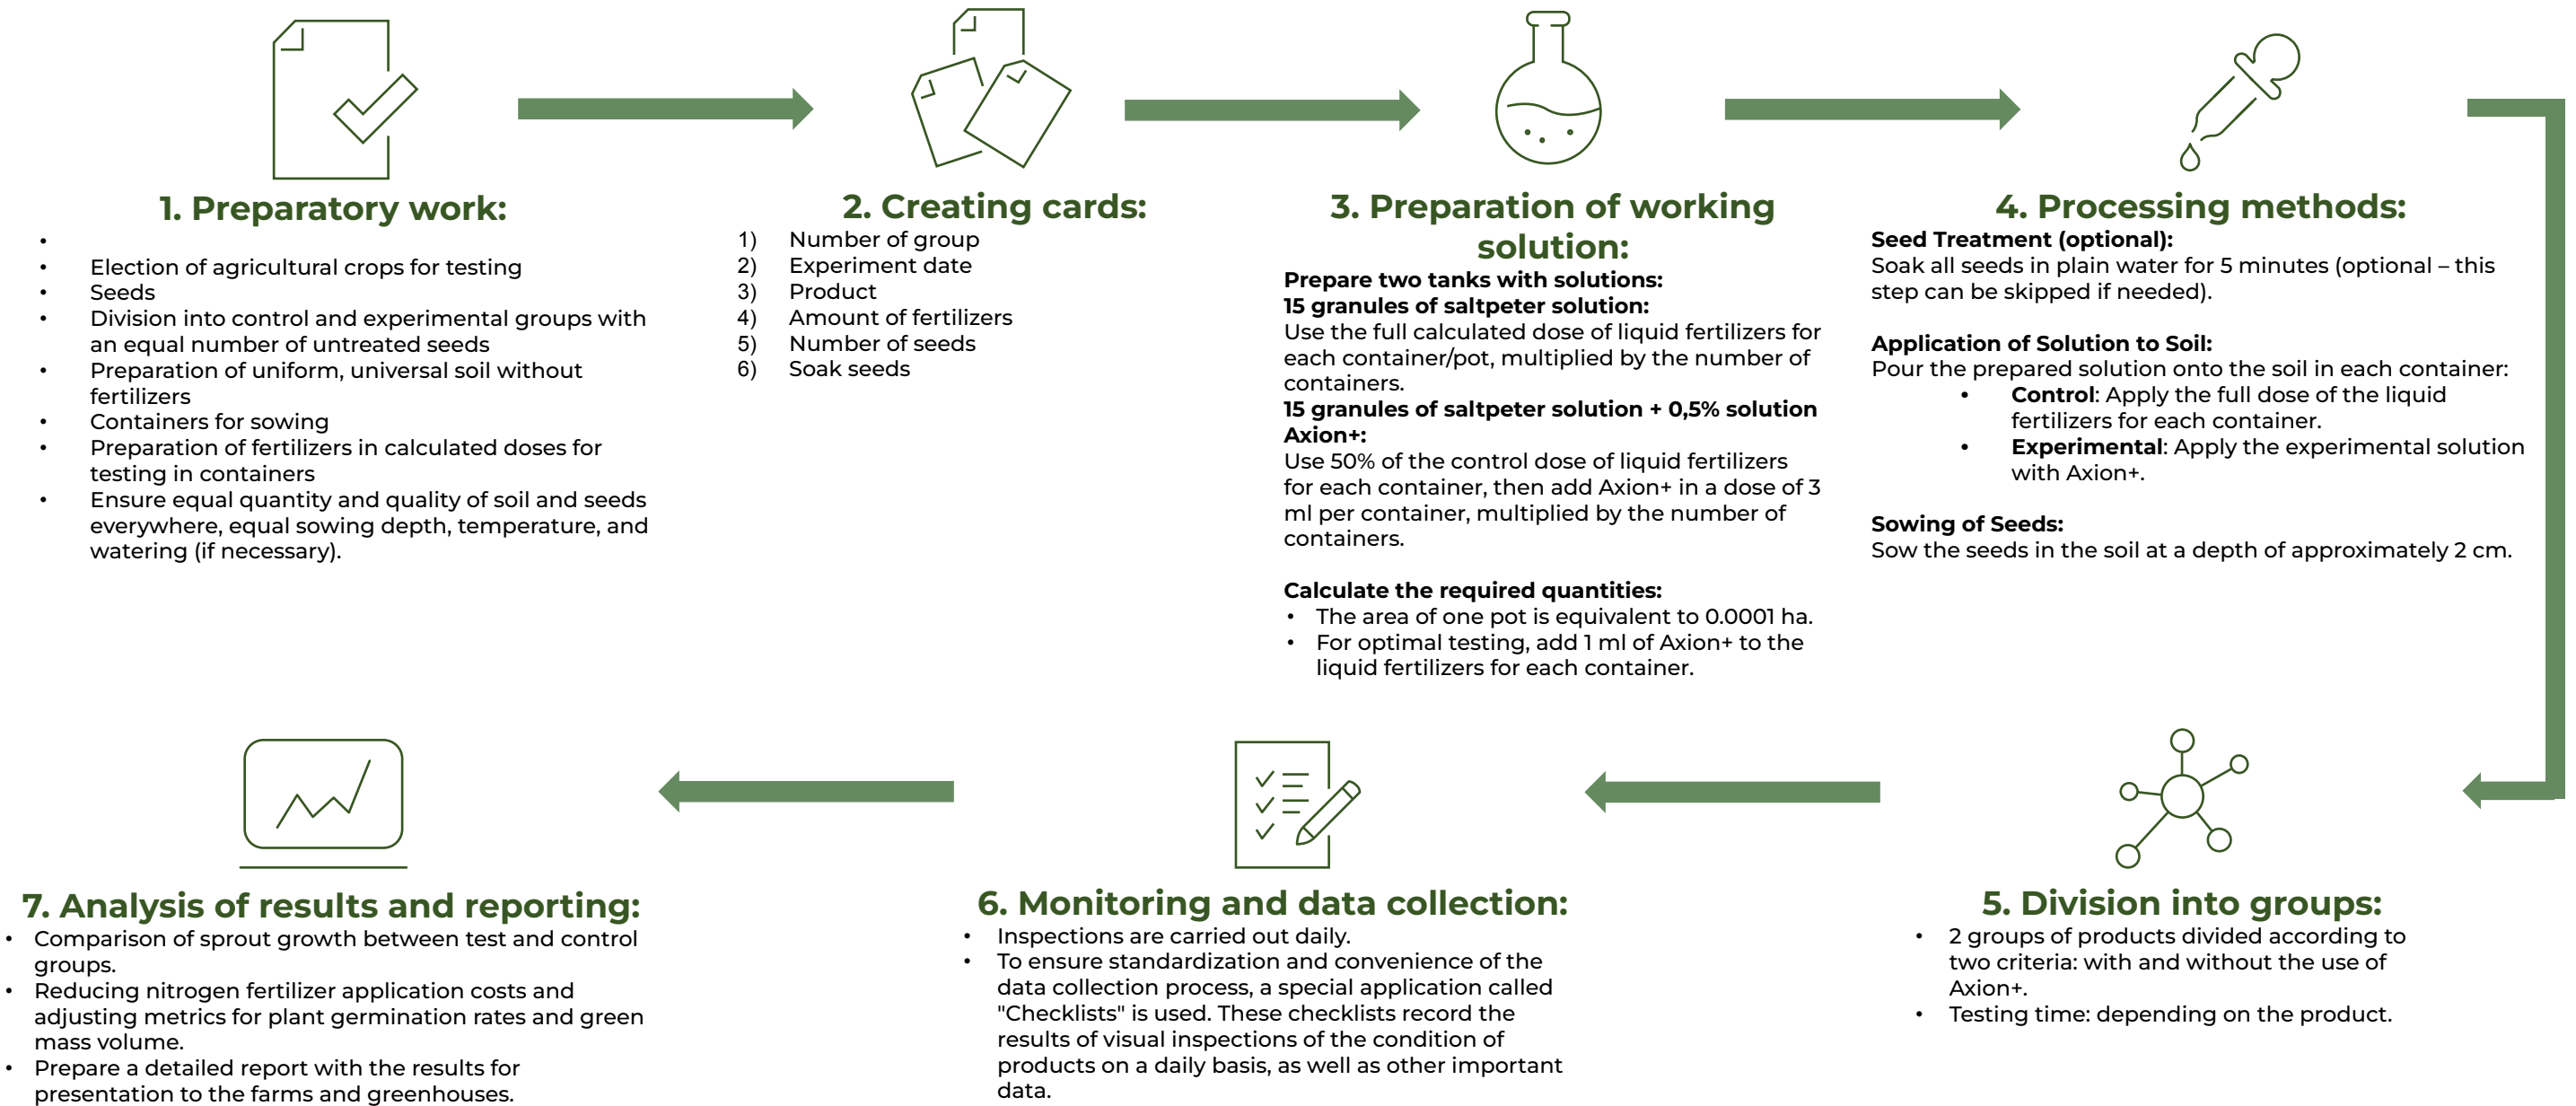 1. Preparatory work:
•
• Election of agricultural crops for testing
• Seeds
• Division into control and experimental groups with
an equal number of untreated seeds
• Preparation of uniform, universal soil without
fertilizers
• Containers for sowing
• Preparation of fertilizers in calculated doses for
testing in containers
• Ensure equal quantity and quality of soil and seeds
everywhere, equal sowing depth, temperature, and
watering (if necessary).
2. Creating cards:
1) Number of group
2) Experiment date
3) Product
4) Amount of fertilizers
5) Number of seeds
6) Soak seeds
3. Preparation of working
solution:
Prepare two tanks with solutions:
15 granules of saltpeter solution:
Use the full calculated dose of liquid fertilizers for
each container/pot, multiplied by the number of
containers.
15 granules of saltpeter solution + 0,5% solution
Axion+:
Use 50% of the control dose of liquid fertilizers
for each container, then add Axion+ in a dose of 3
ml per container, multiplied by the number of
containers.
Calculate the required quantities:
• The area of one pot is equivalent to 0.0001 ha.
• For optimal testing, add 1 ml of Axion+ to the
liquid fertilizers for each container.
4. Processing methods:
Seed Treatment (optional):
Soak all seeds in plain water for 5 minutes (optional – this
step can be skipped if needed).
Application of Solution to Soil:
Pour the prepared solution onto the soil in each container:
• Control: Apply the full dose of the liquid
fertilizers for each container.
• Experimental: Apply the experimental solution
with Axion+.
Sowing of Seeds:
Sow the seeds in the soil at a depth of approximately 2 cm.
5. Division into groups:
• 2 groups of products divided according to
two criteria: with and without the use of
Axion+.
• Testing time: depending on the product.
6. Monitoring and data collection:
• Inspections are carried out daily.
• To ensure standardization and convenience of the
data collection process, a special application called
"Checklists" is used. These checklists record the
results of visual inspections of the condition of
products on a daily basis, as well as other important
data.
7. Analysis of results and reporting:
• Comparison of sprout growth between test and control
groups.
• Reducing nitrogen fertilizer application costs and
adjusting metrics for plant germination rates and green
mass volume.
• Prepare a detailed report with the results for
presentation to the farms and greenhouses.